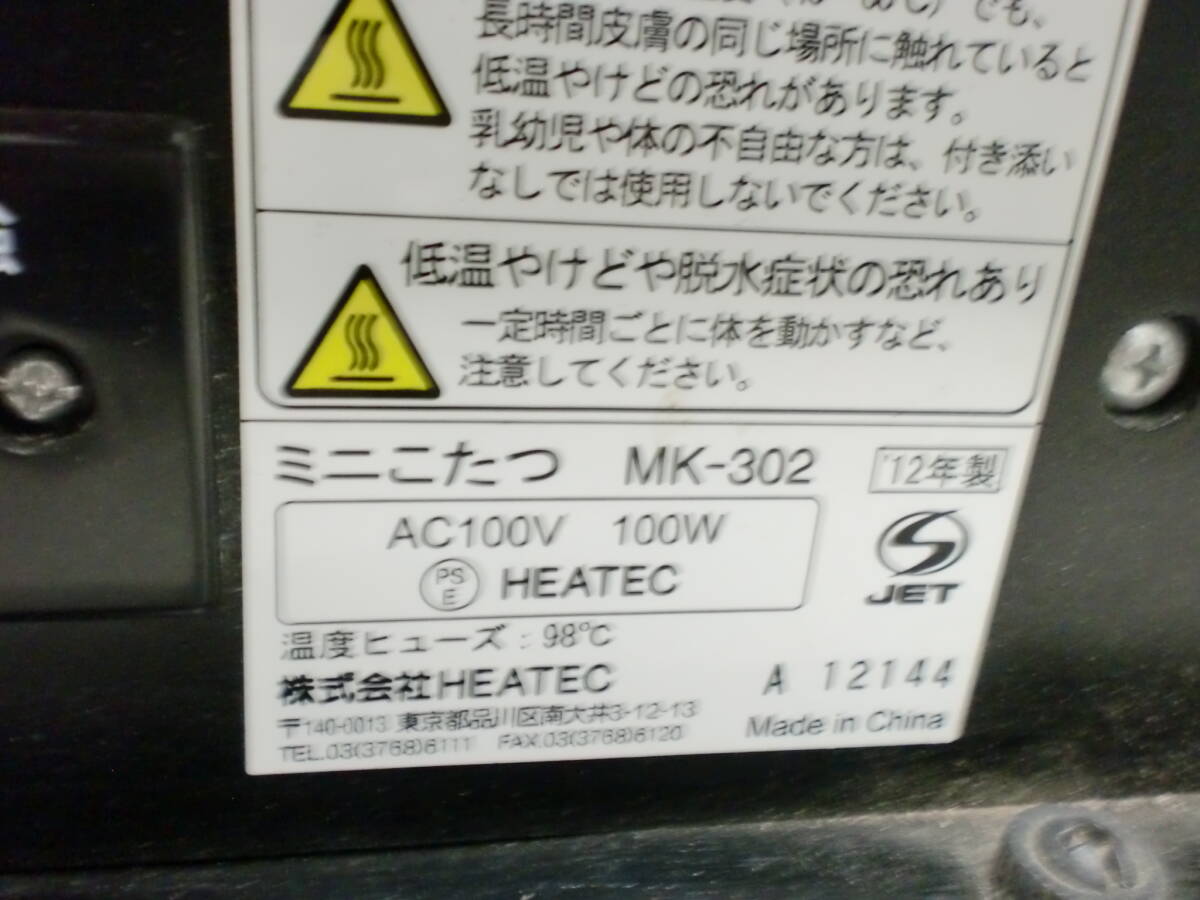 でも、
長時間皮膚の同じ場所に触れていると
低温やけどの恐れがあります。
乳幼児や体の不自由な方は、付き添い
なしでは使用しないでください。
低温やけどや脱水症状の恐れあり
一定時間ごとに体を動かすなど、
注意してください。
ミニこたつ MK-302 '12年製
AC100V 100W
PS
E
HEATEC
JET
温度ヒューズ：98℃
株式会社HEATEC A 12144
〒140-0013 東京都品川区南大井3-12-13
Made in China
TEL.03(3768)6111 FAX.03(3768)6120